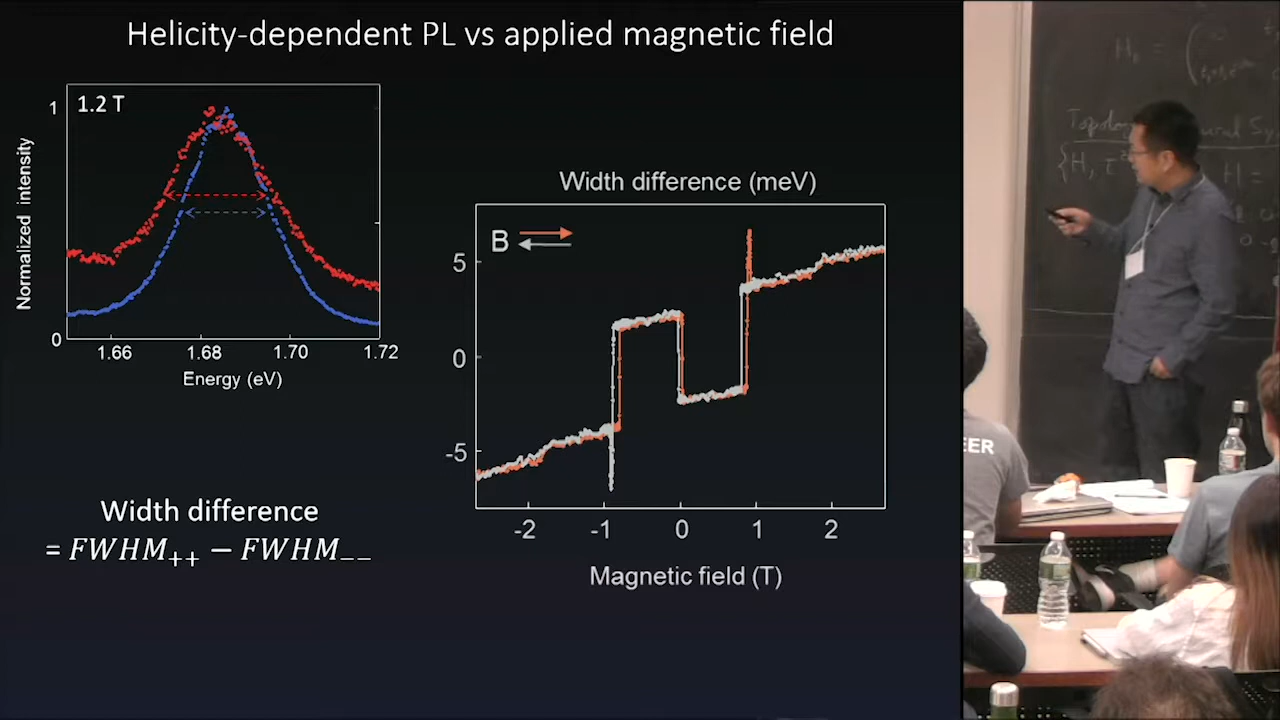 Helicity-dependent PL vs applied magnetic field
1.2 T
1
0
Normalized intensity
1.66 1.68 1.70 1.72
Energy (eV)
Width difference
= FWHM₊₊ − FWHM₋₋
Width difference (meV)
B
5
0
-5
-2 -1 0 1 2
Magnetic field (T)
H =
EER